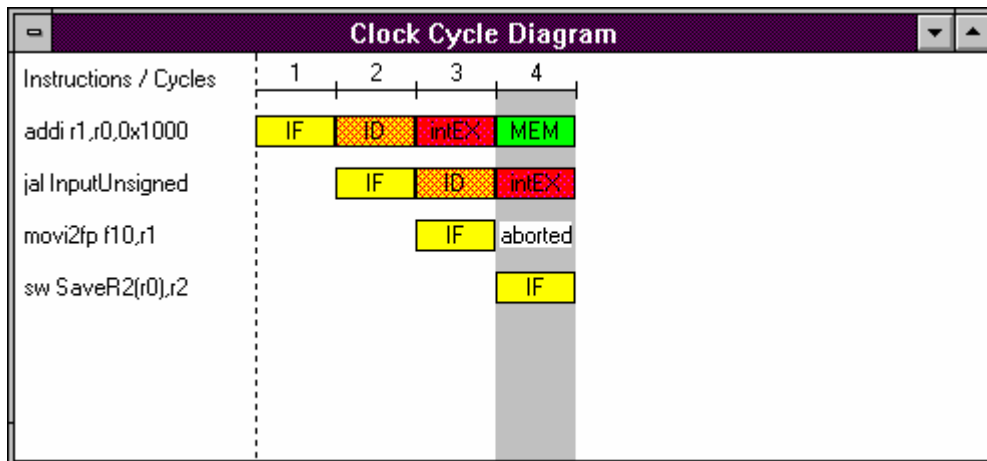 Clock Cycle Diagram
Instructions / Cycles 1 2 3 4
addi r1,r0,0x1000 IF ID intEX MEM
jal InputUnsigned IF ID intEX
movi2fp f10,r1 IF aborted
sw SaveR2(r0),r2 IF